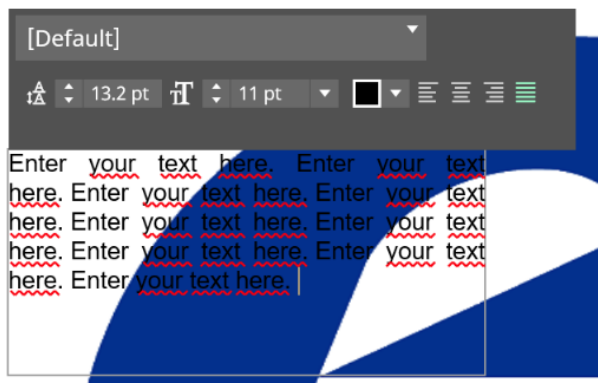 [Default]
13.2 pt 11 pt
Enter your text here. Enter your text
here. Enter your text here. Enter your text
here. Enter your text here. Enter your text
here. Enter your text here. Enter your text
here. Enter your text here.